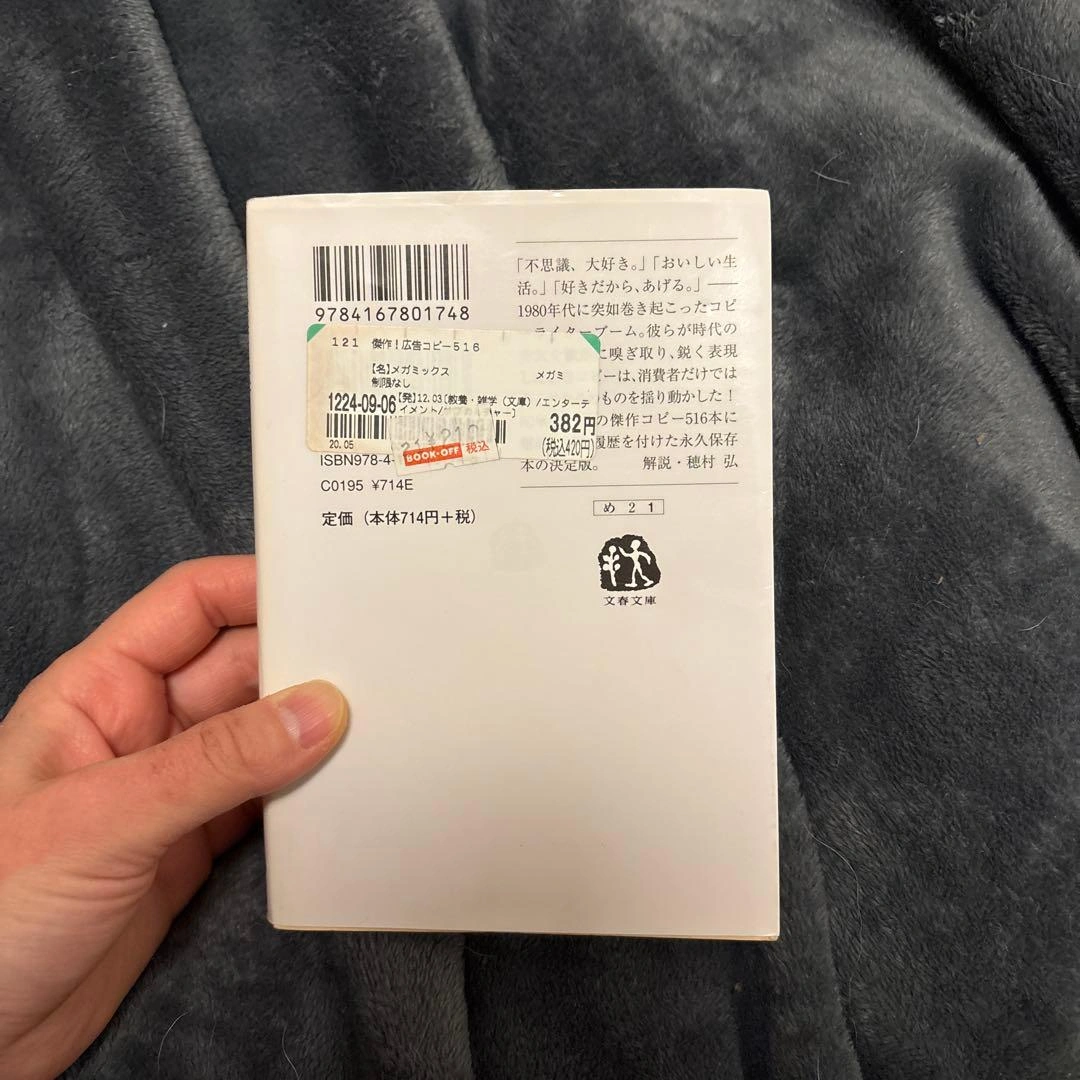 9784167801748
121 傑作!広告コピー516
【名】メガミックス メガミ
制限なし
1224-09-06 【発】12.03〔教養・雑学(文庫)/エンターテ
イメント/
382円
(税込420円)
20.05
BOOK·OFF 税込
ISBN978-4-
C0195 ¥714E
定価(本体714円+税)
「不思議、大好き。」「おいしい生
活。」「好きだから、あげる。」――
1980年代に突如巻き起こったコピ
ライターブーム。彼らが時代の
に嗅ぎ取り、鋭く表現
ピーは、消費者だけでは
のものを揺り動かした!
の傑作コピー516本に
履歴を付けた永久保存
本の決定版。 解説・穂村 弘
め 2 1
文春文庫